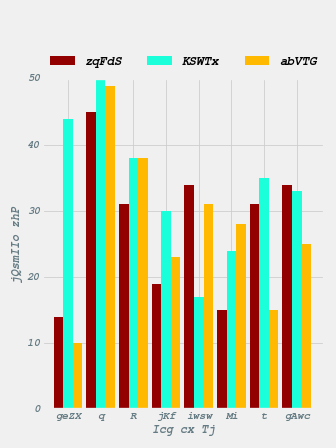 zqFdS KSWTx abVTG
50
40
30
20
10
0
jQsmIIo zhP
geZX q R jKf iwsw Mi t gAwc
Icg cx Tj